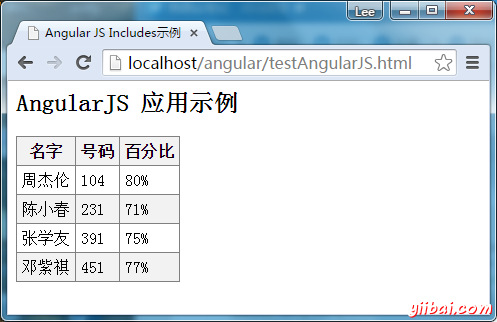 Lee
Angular JS Includes示例
localhost/angular/testAngularJS.html
AngularJS 应用示例
名字 号码 百分比
周杰伦 104 80%
陈小春 231 71%
张学友 391 75%
邓紫祺 451 77%
yiibai.com